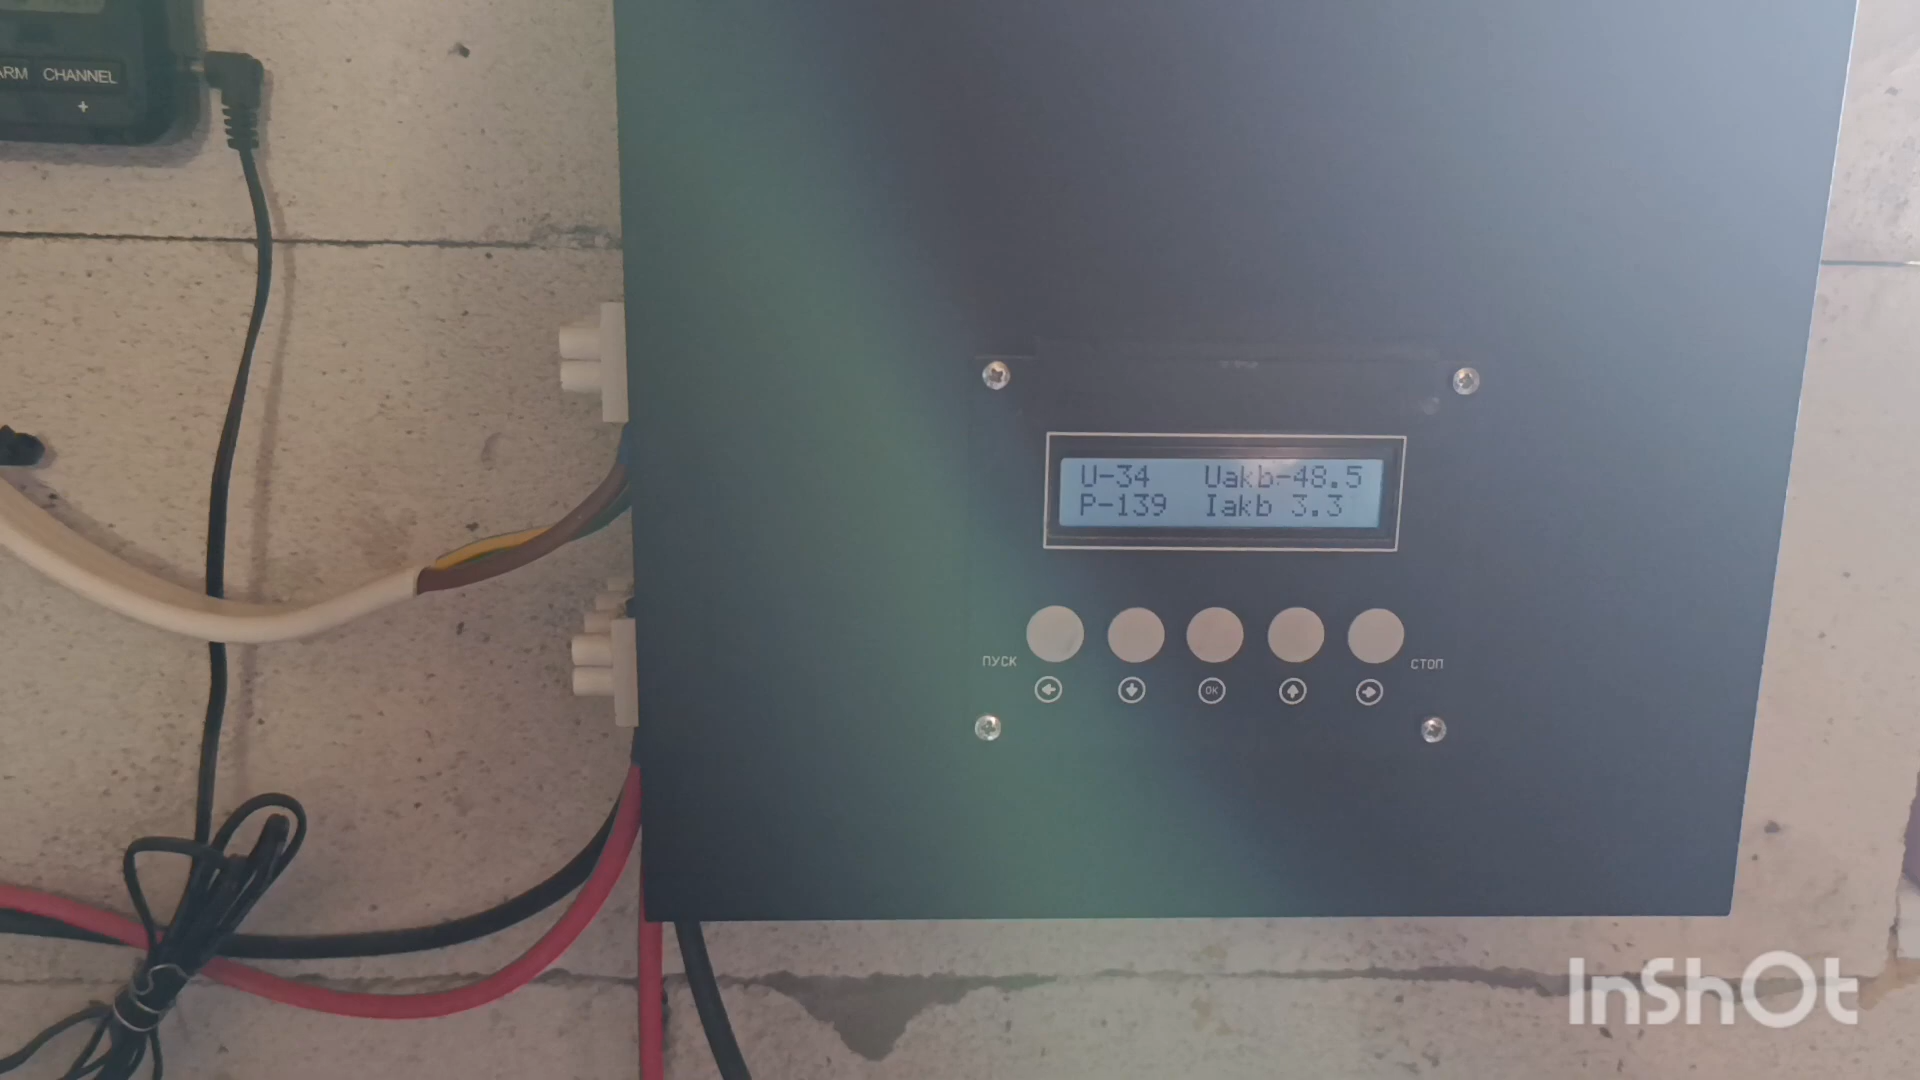 ARM CHANNEL
+
U-34 Uakb-48.5
P-139 Iakb 3.3
ПУСК СТОП
OK
InShOt